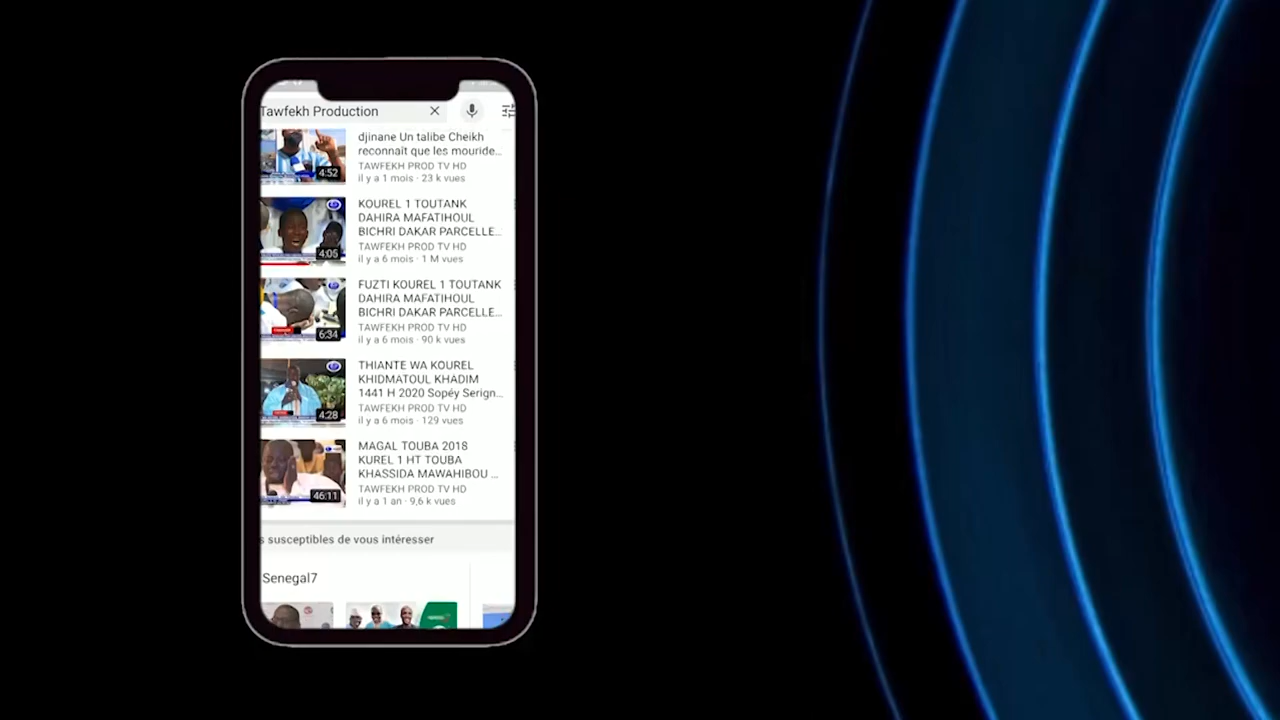 Tawfekh Production
djinane Un talibe Cheikh
reconnaît que les mouride...
TAWFEKH PROD TV HD
il y a 1 mois · 23 k vues
4:52
KOUREL 1 TOUTANK
DAHIRA MAFATIHOUL
BICHRI DAKAR PARCELLE...
TAWFEKH PROD TV HD
il y a 6 mois · 1 M vues
4:05
FUZTI KOUREL 1 TOUTANK
DAHIRA MAFATIHOUL
BICHRI DAKAR PARCELLE...
TAWFEKH PROD TV HD
il y a 6 mois · 90 k vues
6:34
THIANTE WA KOUREL
KHIDMATOUL KHADIM
1441 H 2020 Sopéy Serign...
TAWFEKH PROD TV HD
il y a 6 mois · 129 vues
4:28
MAGAL TOUBA 2018
KUREL 1 HT TOUBA
KHASSIDA MAWAHIBOU ...
TAWFEKH PROD TV HD
il y a 1 an · 9,6 k vues
46:11
s susceptibles de vous intéresser
Senegal7